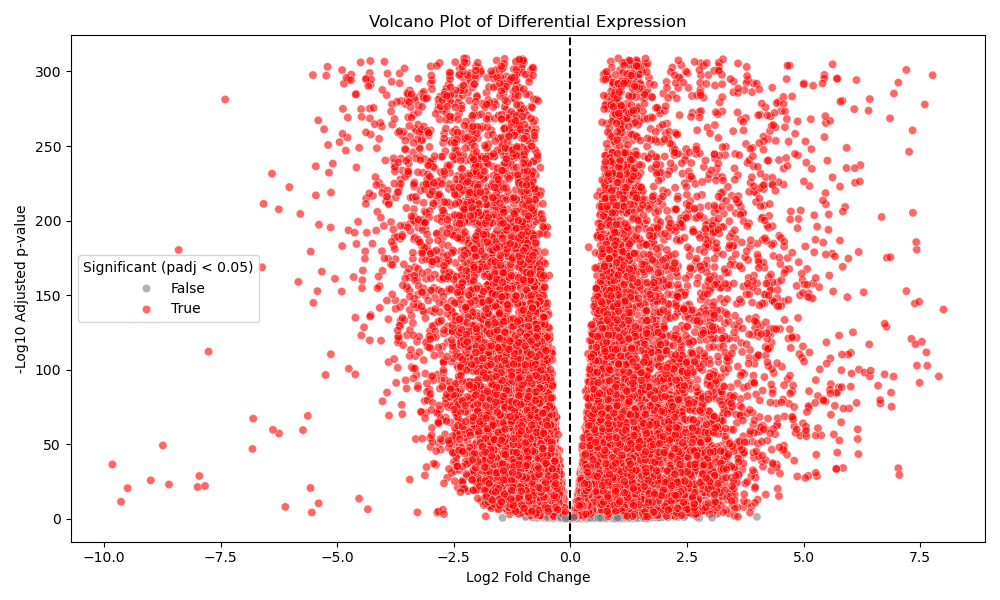 Volcano Plot of Differential Expression
-Log10 Adjusted p-value
300
250
200
150
100
50
0
Significant (padj < 0.05)
False
True
−10.0 −7.5 −5.0 −2.5 0.0 2.5 5.0 7.5
Log2 Fold Change